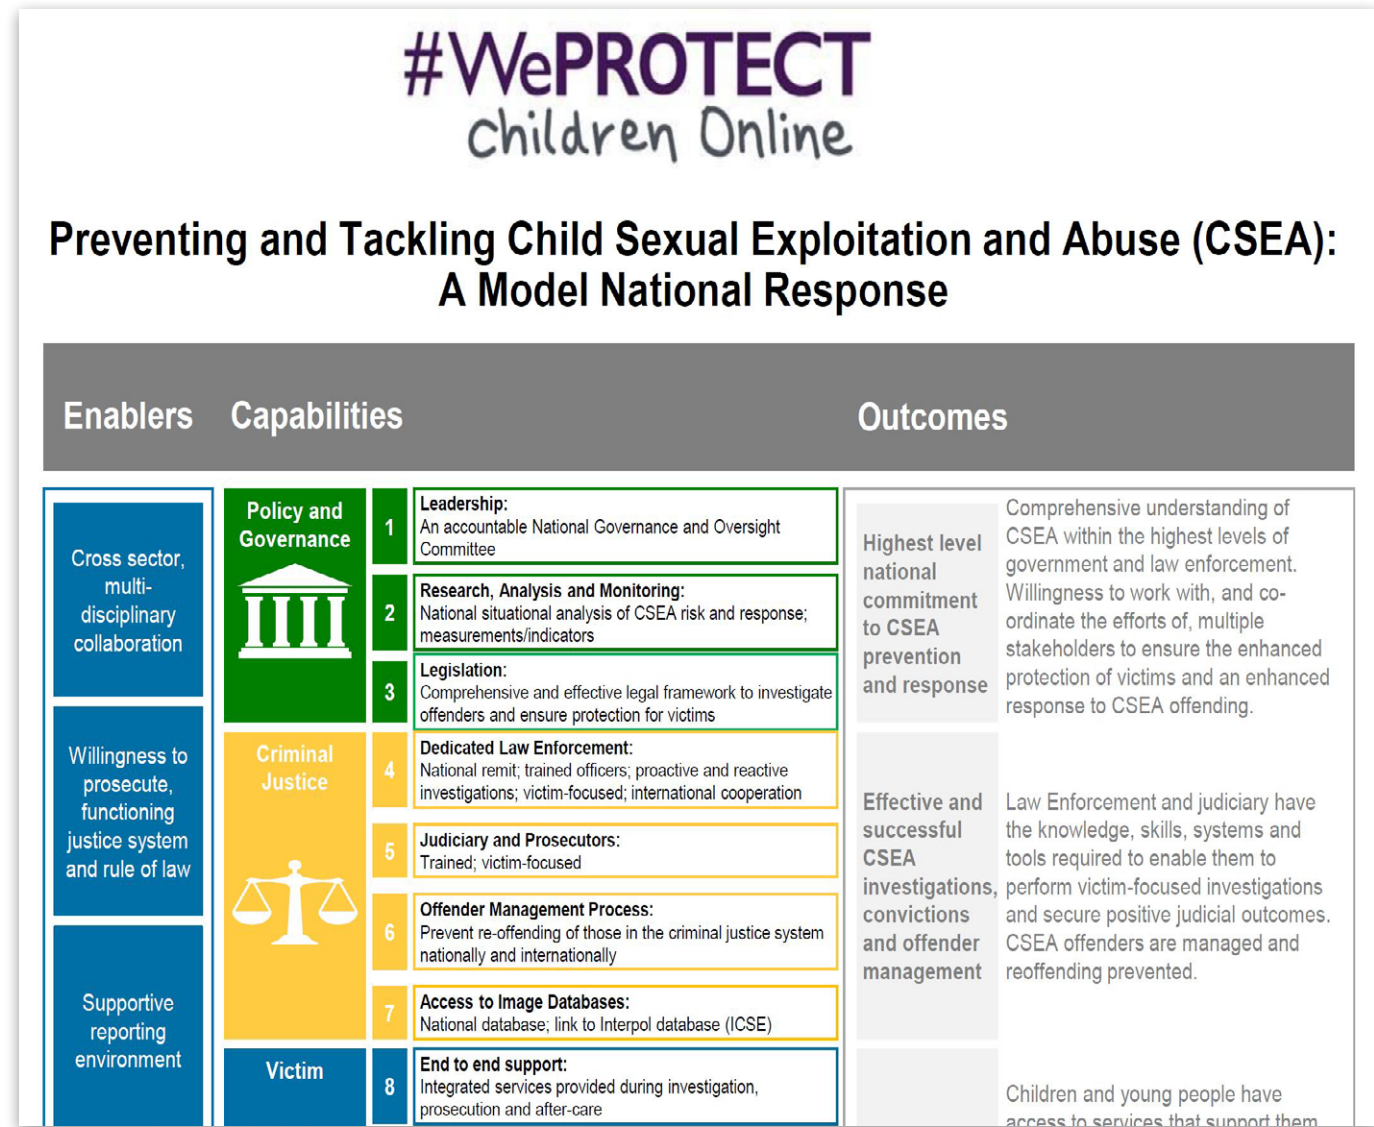 #WePROTECT
children Online
Preventing and Tackling Child Sexual Exploitation and Abuse (CSEA):
A Model National Response
Enablers
Capabilities
Outcomes
Cross sector,
multi-
disciplinary
collaboration
Willingness to
prosecute,
functioning
justice system
and rule of law
Supportive
reporting
environment
Policy and
Governance
1
Leadership:
An accountable National Governance and Oversight
Committee
2
Research, Analysis and Monitoring:
National situational analysis of CSEA risk and response;
measurements/indicators
3
Legislation:
Comprehensive and effective legal framework to investigate
offenders and ensure protection for victims
Criminal
Justice
4
Dedicated Law Enforcement:
National remit; trained officers; proactive and reactive
investigations; victim-focused; international cooperation
5
Judiciary and Prosecutors:
Trained; victim-focused
6
Offender Management Process:
Prevent re-offending of those in the criminal justice system
nationally and internationally
7
Access to Image Databases:
National database; link to Interpol database (ICSE)
Victim
8
End to end support:
Integrated services provided during investigation,
prosecution and after-care
Highest level
national
commitment
to CSEA
prevention
and response
Comprehensive understanding of
CSEA within the highest levels of
government and law enforcement.
Willingness to work with, and co-
ordinate the efforts of, multiple
stakeholders to ensure the enhanced
protection of victims and an enhanced
response to CSEA offending.
Effective and
successful
CSEA
investigations,
convictions
and offender
management
Law Enforcement and judiciary have
the knowledge, skills, systems and
tools required to enable them to
perform victim-focused investigations
and secure positive judicial outcomes.
CSEA offenders are managed and
reoffending prevented.
Children and young people have
access to services that support them